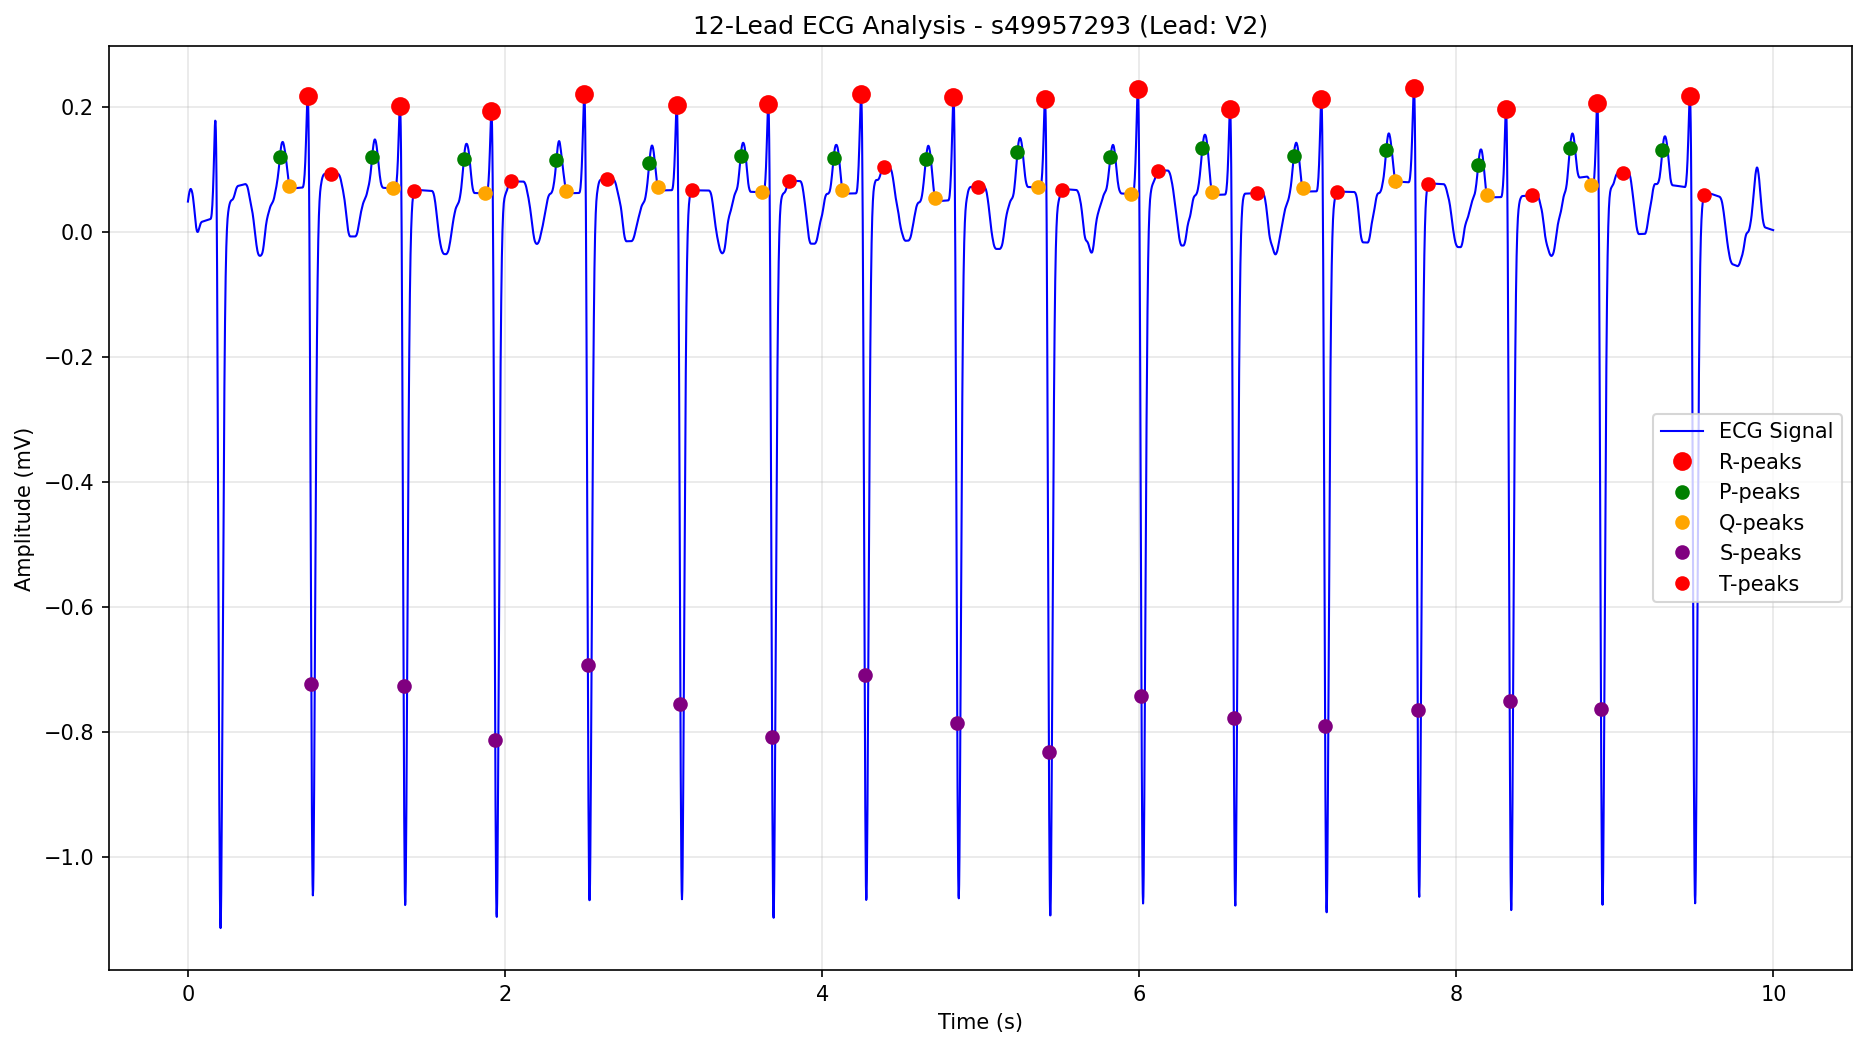 12-Lead ECG Analysis - s49957293 (Lead: V2)
0.2
0.0
−0.2
−0.4
−0.6
−0.8
−1.0
Amplitude (mV)
ECG Signal
R-peaks
P-peaks
Q-peaks
S-peaks
T-peaks
0
2
4
6
8
10
Time (s)